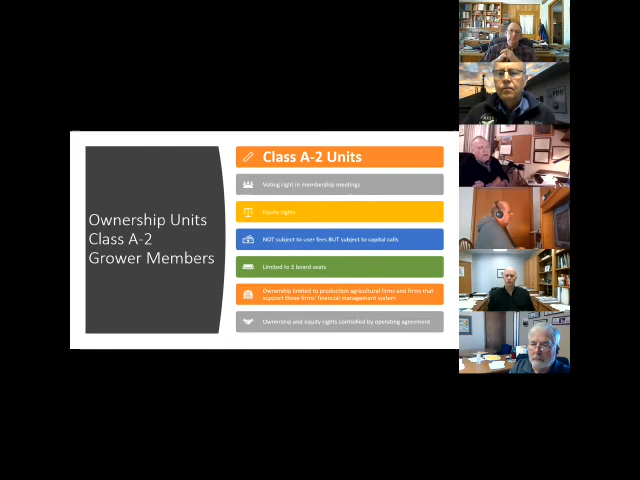 Ownership Units
Class A-2
Grower Members
Class A-2 Units
Voting right in membership meetings
Equity rights
NOT subject to user fees BUT subject to capital calls
Limited to 3 board seats
Ownership limited to production agricultural firms and firms that
support those firms' financial management system
Ownership and equity rights controlled by operating agreement